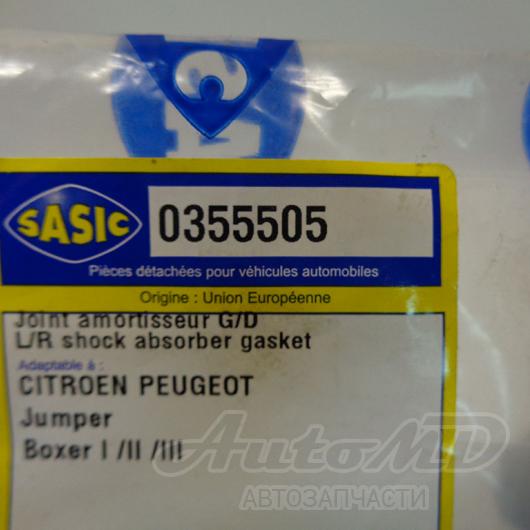 SASIC
0355505
Pièces détachées pour véhicules automobiles
Origine : Union Européenne
Joint amortisseur G/D
L/R shock absorber gasket
Adaptable à :
CITROEN PEUGEOT
Jumper
Boxer I /II /III
AutoMD
АВТОЗАПЧАСТИ